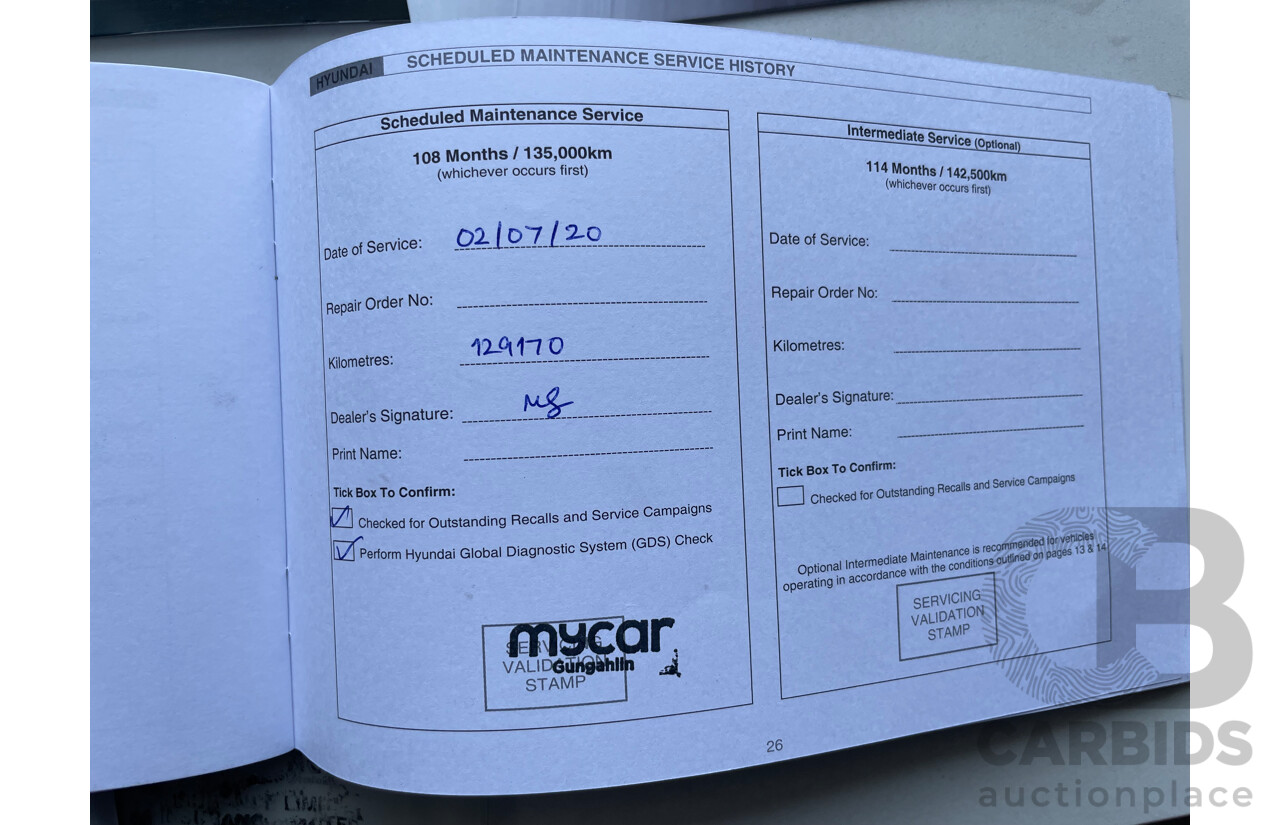 HYUNDAI
SCHEDULED MAINTENANCE SERVICE HISTORY
Scheduled Maintenance Service
108 Months / 135,000km
(whichever occurs first)
Date of Service: 02/07/20
Repair Order No:
Kilometres: 129170
Dealer's Signature:
Print Name:
Tick Box To Confirm:
Checked for Outstanding Recalls and Service Campaigns
Perform Hyundai Global Diagnostic System (GDS) Check
mycar
Gungahlin
SERVICING
VALIDATION
STAMP
Intermediate Service (Optional)
114 Months / 142,500km
(whichever occurs first)
Date of Service:
Repair Order No:
Kilometres:
Dealer's Signature:
Print Name:
Tick Box To Confirm:
Checked for Outstanding Recalls and Service Campaigns
Optional Intermediate Maintenance is recommended for vehicles
operating in accordance with the conditions outlined on pages 13 & 14
SERVICING
VALIDATION
STAMP
26
CB
CARBIDS
auctionplace